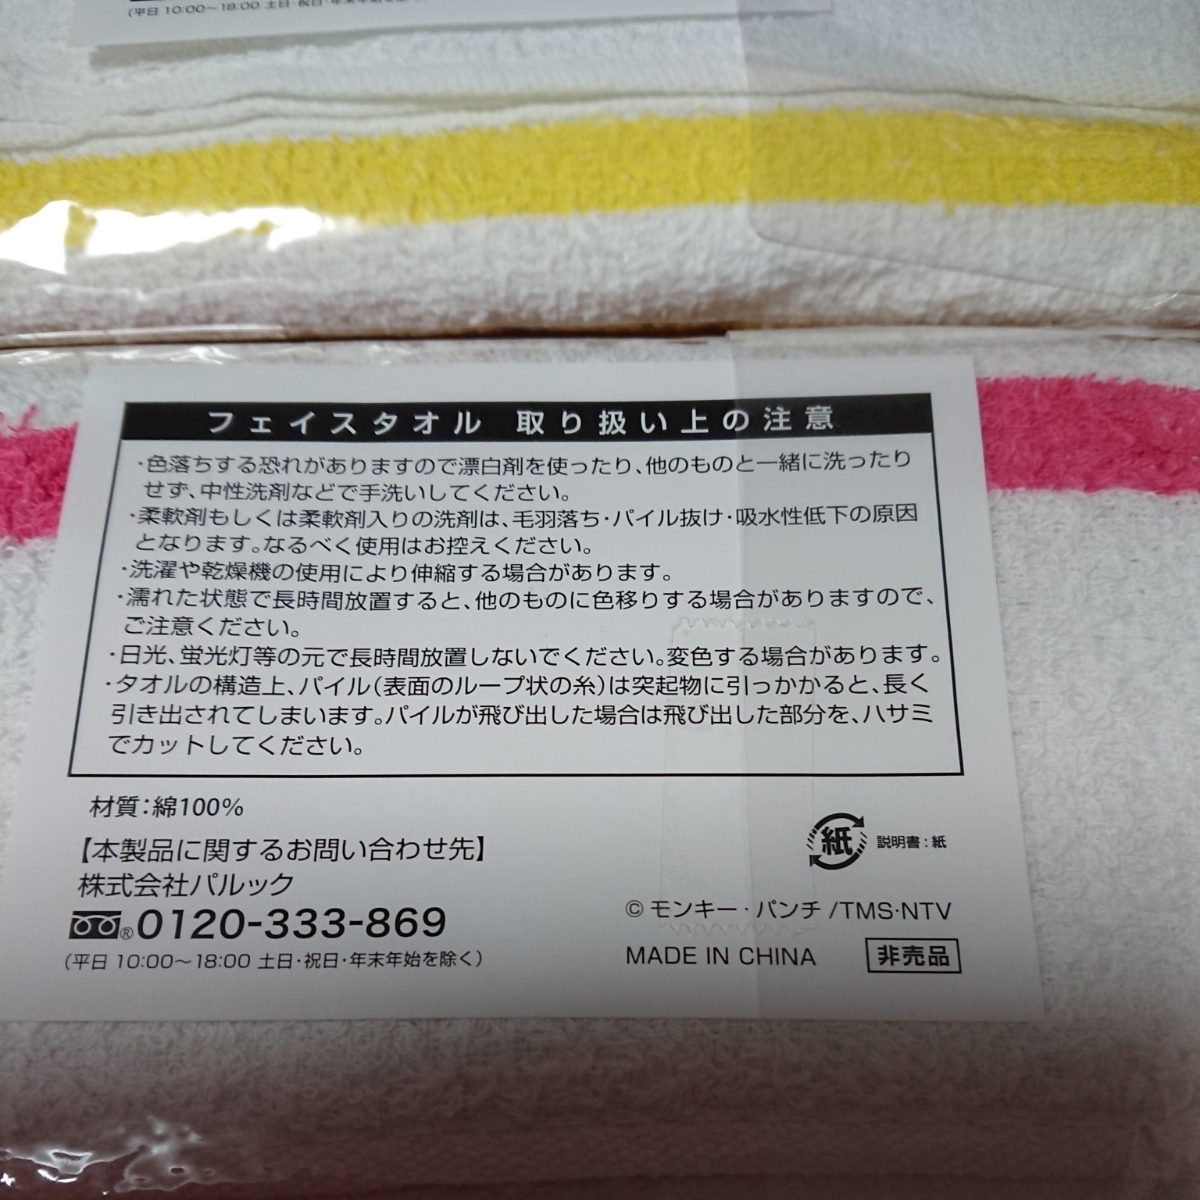 (平日 10:00～18:00 土日・祝日・年末年始を
フェイスタオル 取り扱い上の注意
・色落ちする恐れがありますので漂白剤を使ったり、他のものと一緒に洗ったり
せず、中性洗剤などで手洗いしてください。
・柔軟剤もしくは柔軟剤入りの洗剤は、毛羽落ち・パイル抜け・吸水性低下の原因
となります。なるべく使用はお控えください。
・洗濯や乾燥機の使用により伸縮する場合があります。
・濡れた状態で長時間放置すると、他のものに色移りする場合がありますので、
ご注意ください。
・日光、蛍光灯等の元で長時間放置しないでください。変色する場合があります。
・タオルの構造上、パイル(表面のループ状の糸)は突起物に引っかかると、長く
引き出されてしまいます。パイルが飛び出した場合は飛び出した部分を、ハサミ
でカットしてください。
材質：綿100%
紙 説明書：紙
【本製品に関するお問い合わせ先】
株式会社パルック
®0120-333-869
(平日 10:00～18:00 土日・祝日・年末年始を除く)
© モンキー・パンチ /TMS・NTV
MADE IN CHINA 非売品